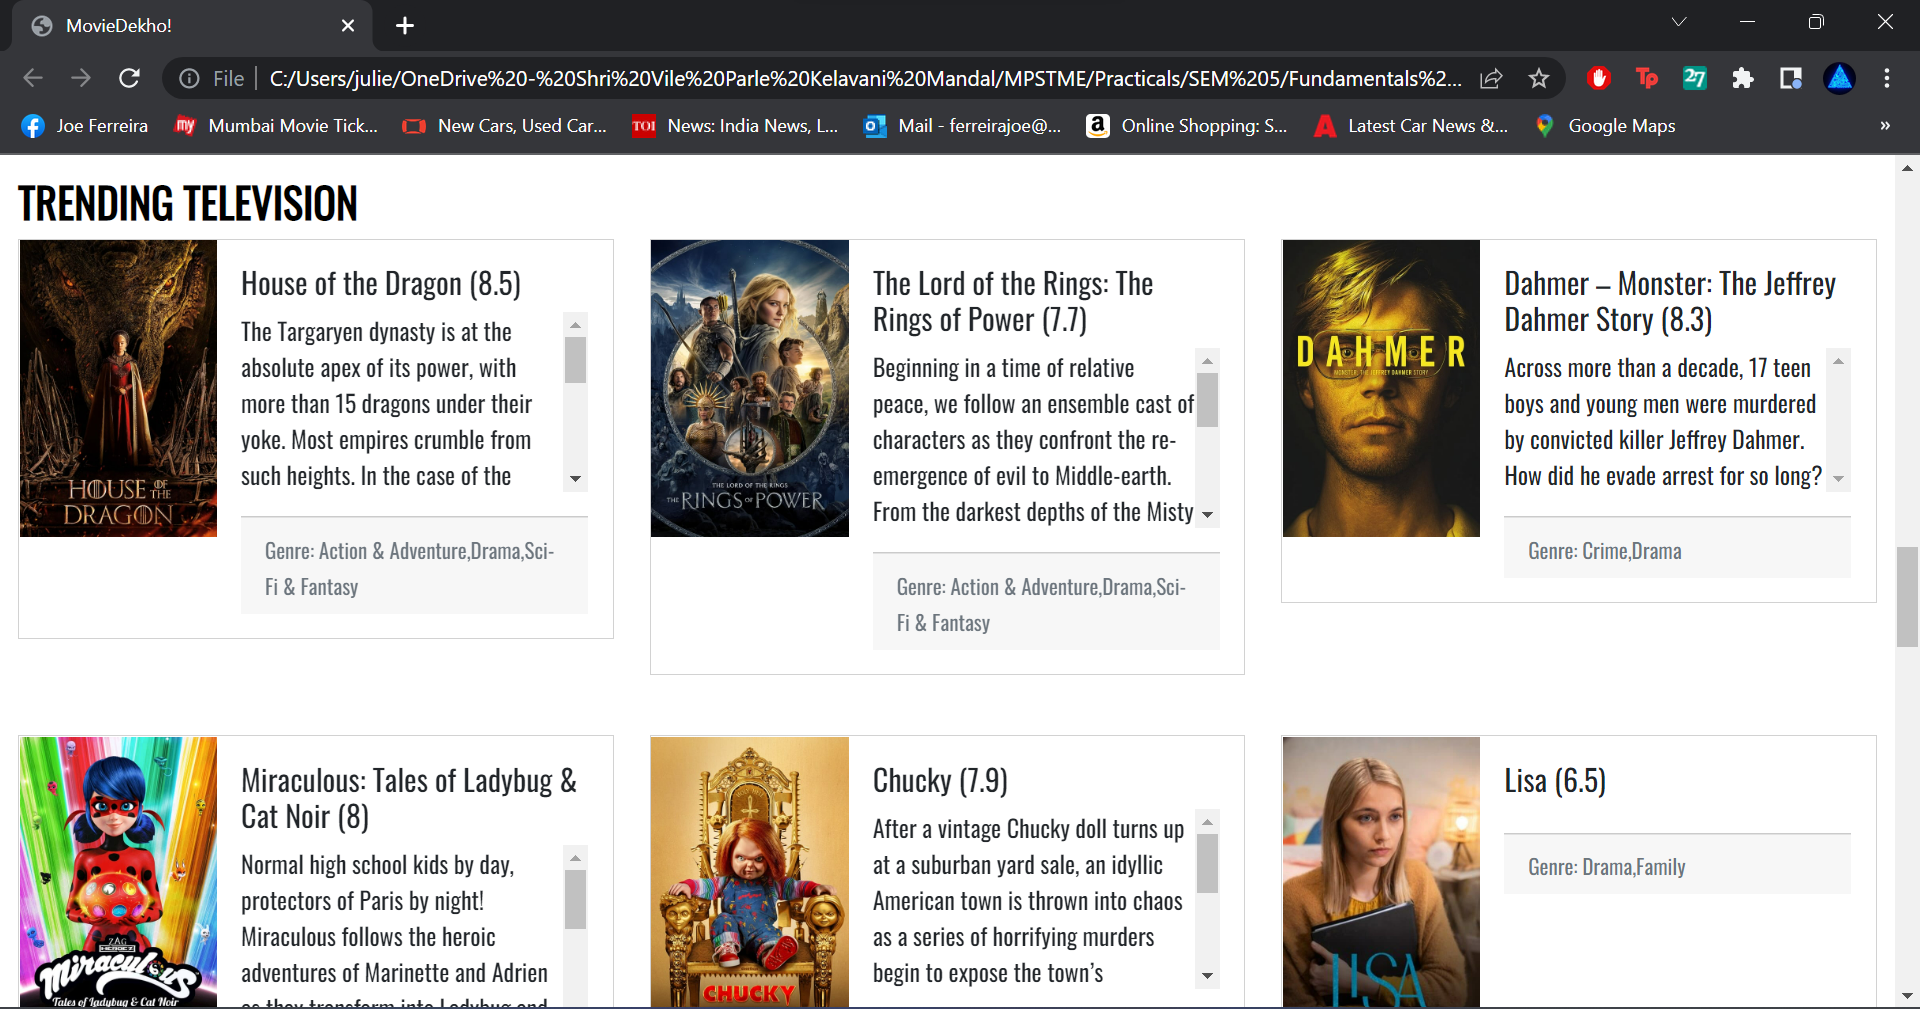 MovieDekho!
File
C:/Users/julie/OneDrive%20-%20Shri%20Vile%20Parle%20Kelavani%20Mandal/MPSTME/Practicals/SEM%205/Fundamentals%2...
Tp
27
Joe Ferreira
my
Mumbai Movie Tick...
New Cars, Used Car...
TOI
News: India News, L...
Mail - ferreirajoe@...
a
Online Shopping: S...
Latest Car News &...
Google Maps
»
TRENDING TELEVISION
HOUSE OF THE
DRAGON
House of the Dragon (8.5)
The Targaryen dynasty is at the
absolute apex of its power, with
more than 15 dragons under their
yoke. Most empires crumble from
such heights. In the case of the
Genre: Action & Adventure,Drama,Sci-
Fi & Fantasy
THE LORD OF THE RINGS
THE RINGS OF POWER
The Lord of the Rings: The
Rings of Power (7.7)
Beginning in a time of relative
peace, we follow an ensemble cast of
characters as they confront the re-
emergence of evil to Middle-earth.
From the darkest depths of the Misty
Genre: Action & Adventure,Drama,Sci-
Fi & Fantasy
DAHMER
MONSTER: THE JEFFREY DAHMER STORY
Dahmer – Monster: The Jeffrey
Dahmer Story (8.3)
Across more than a decade, 17 teen
boys and young men were murdered
by convicted killer Jeffrey Dahmer.
How did he evade arrest for so long?
Genre: Crime,Drama
ZAG
HEROEZ
Miraculous
Tales of Ladybug & Cat Noir
Miraculous: Tales of Ladybug &
Cat Noir (8)
Normal high school kids by day,
protectors of Paris by night!
Miraculous follows the heroic
adventures of Marinette and Adrien
as they transform into Ladybug and
CHUCKY
Chucky (7.9)
After a vintage Chucky doll turns up
at a suburban yard sale, an idyllic
American town is thrown into chaos
as a series of horrifying murders
begin to expose the town’s
LISA
Lisa (6.5)
Genre: Drama,Family